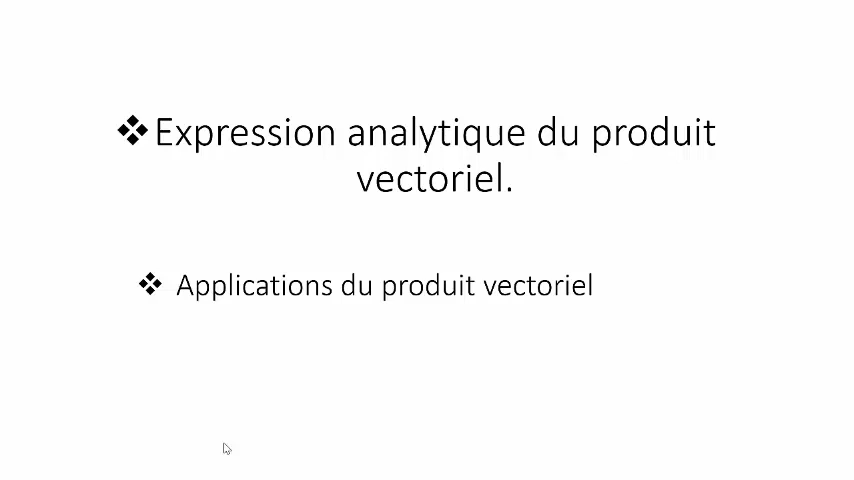 ❖Expression analytique du produit
vectoriel.
❖ Applications du produit vectoriel